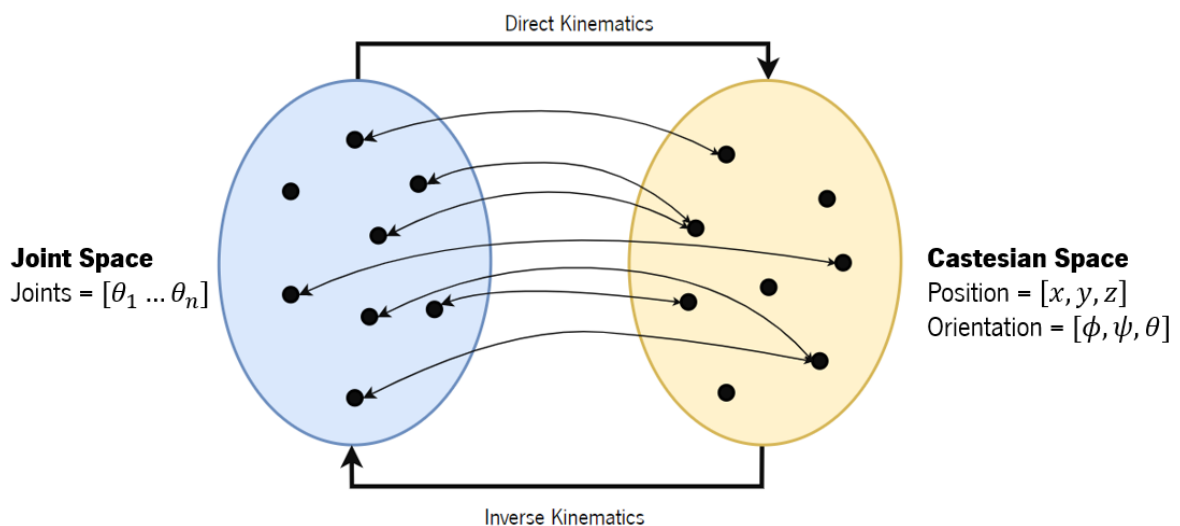 Direct Kinematics
Joint Space
Joints = [θ₁ … θₙ]
Castesian Space
Position = [x, y, z]
Orientation = [ϕ, ψ, θ]
Inverse Kinematics